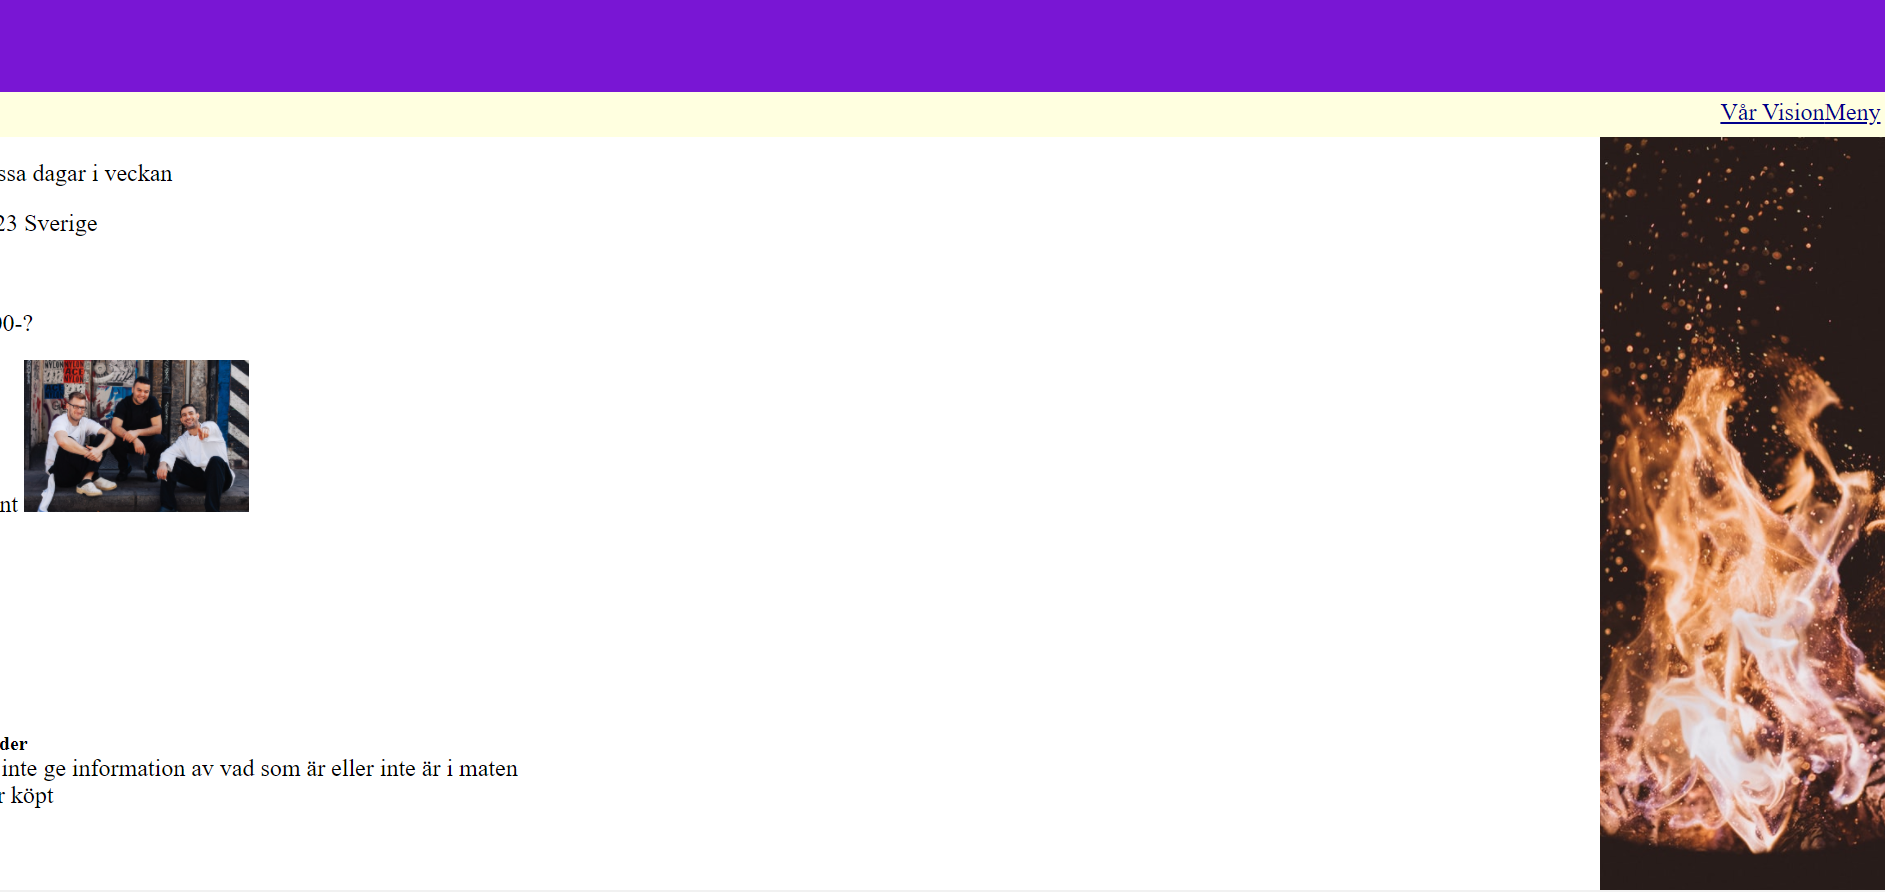 Vår VisionMeny
ssa dagar i veckan
23 Sverige
00-?
nt
der
inte ge information av vad som är eller inte är i maten
r köpt